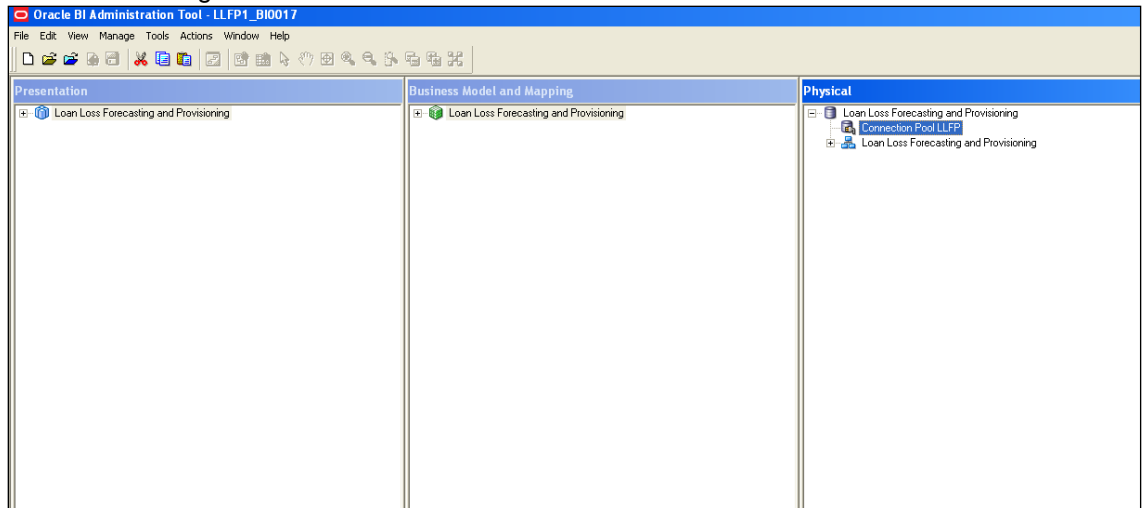 Oracle BI Administration Tool - LLFP1_BI0017
File Edit View Manage Tools Actions Window Help
Presentation
Loan Loss Forecasting and Provisioning
Business Model and Mapping
Loan Loss Forecasting and Provisioning
Physical
Loan Loss Forecasting and Provisioning
Connection Pool LLFP
Loan Loss Forecasting and Provisioning